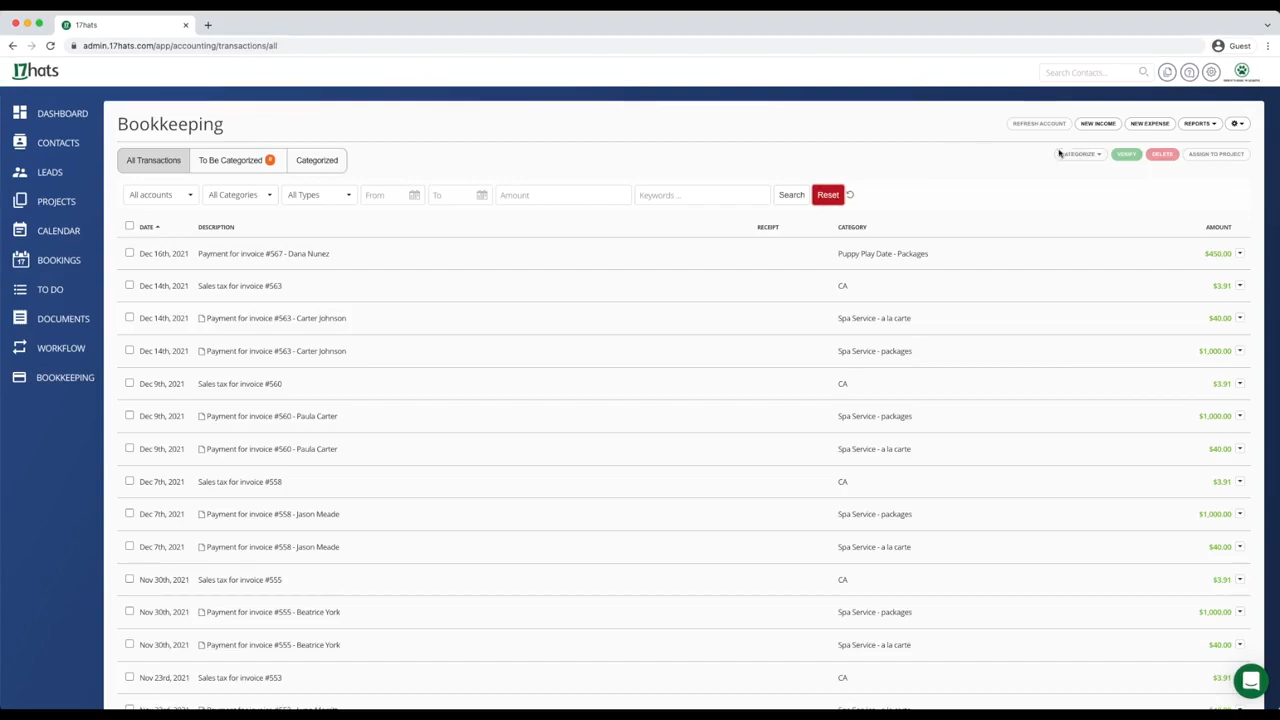 17hats
admin.17hats.com/app/accounting/transactions/all
Guest
17hats
Search Contacts...
DASHBOARD
CONTACTS
LEADS
PROJECTS
CALENDAR
17
BOOKINGS
TO DO
DOCUMENTS
WORKFLOW
BOOKKEEPING
Bookkeeping
REFRESH ACCOUNT
NEW INCOME
NEW EXPENSE
REPORTS
All Transactions
To Be Categorized
Categorized
CATEGORIZE
VERIFY
DELETE
ASSIGN TO PROJECT
All accounts
All Categories
All Types
From
To
Amount
Keywords ...
Search
Reset
DATE DESCRIPTION RECEIPT CATEGORY AMOUNT
Dec 16th, 2021 Payment for invoice #567 - Dana Nunez Puppy Play Date - Packages $450.00
Dec 14th, 2021 Sales tax for invoice #563 CA $3.91
Dec 14th, 2021 Payment for invoice #563 - Carter Johnson Spa Service - a la carte $40.00
Dec 14th, 2021 Payment for invoice #563 - Carter Johnson Spa Service - packages $1,000.00
Dec 9th, 2021 Sales tax for invoice #560 CA $3.91
Dec 9th, 2021 Payment for invoice #560 - Paula Carter Spa Service - packages $1,000.00
Dec 9th, 2021 Payment for invoice #560 - Paula Carter Spa Service - a la carte $40.00
Dec 7th, 2021 Sales tax for invoice #558 CA $3.91
Dec 7th, 2021 Payment for invoice #558 - Jason Meade Spa Service - packages $1,000.00
Dec 7th, 2021 Payment for invoice #558 - Jason Meade Spa Service - a la carte $40.00
Nov 30th, 2021 Sales tax for invoice #555 CA $3.91
Nov 30th, 2021 Payment for invoice #555 - Beatrice York Spa Service - packages $1,000.00
Nov 30th, 2021 Payment for invoice #555 - Beatrice York Spa Service - a la carte $40.00
Nov 23rd, 2021 Sales tax for invoice #553 CA $3.91